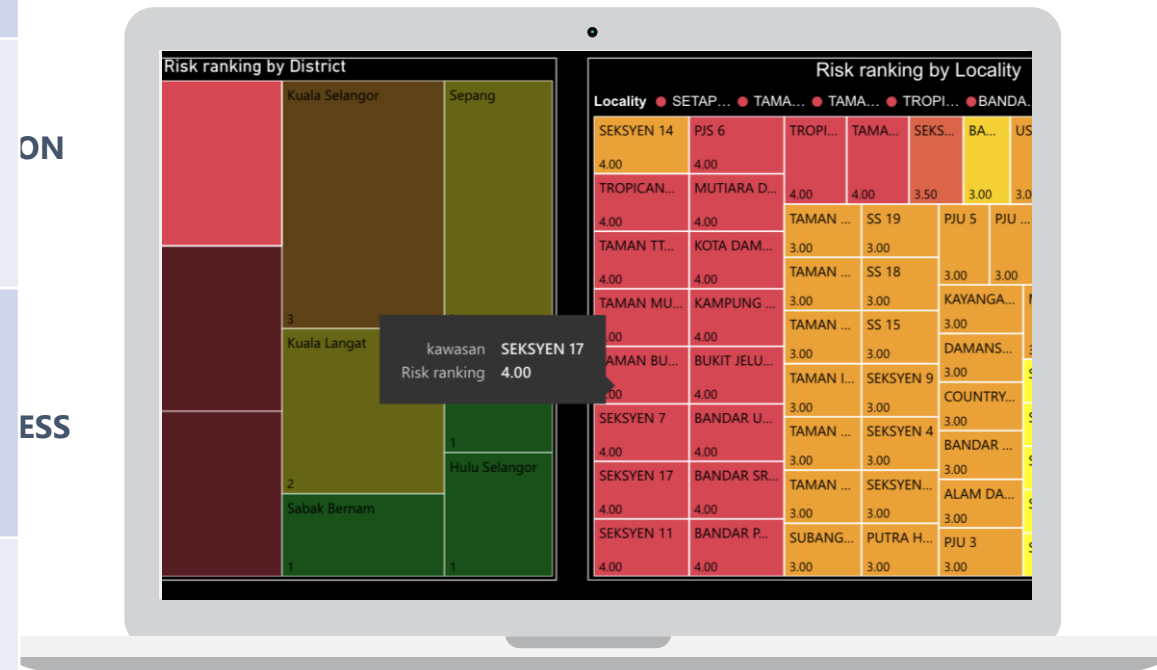 ON
ESS
Risk ranking by District
Kuala Selangor
3
Sepang
Kuala Langat
2
1
Sabak Bernam
1
Hulu Selangor
1
kawasan SEKSYEN 17
Risk ranking 4.00
Risk ranking by Locality
Locality SETAP... TAMA... TAMA... TROPI... BANDA.
SEKSYEN 14
4.00
TROPICAN...
4.00
TAMAN TT...
4.00
TAMAN MU...
.00
AMAN BU...
.00
SEKSYEN 7
4.00
SEKSYEN 17
4.00
SEKSYEN 11
4.00
PJS 6
4.00
MUTIARA D...
4.00
KOTA DAM...
4.00
KAMPUNG ...
4.00
BUKIT JELU...
4.00
BANDAR U...
4.00
BANDAR SR...
4.00
BANDAR P...
4.00
TROPI...
4.00
TAMA...
4.00
SEKS...
3.50
BA...
3.00
US
3.0
TAMAN ...
3.00
TAMAN ...
3.00
TAMAN ...
3.00
TAMAN I...
3.00
TAMAN ...
3.00
TAMAN ...
3.00
SUBANG...
3.00
SS 19
3.00
SS 18
3.00
SS 15
3.00
SEKSYEN 9
3.00
SEKSYEN 4
3.00
SEKSYEN...
3.00
PUTRA H...
3.00
PJU 5
3.00
PJU ...
3.00
KAYANGA...
3.00
DAMANS...
3.00
COUNTRY...
3.00
BANDAR ...
3.00
ALAM DA...
3.00
PJU 3
3.00